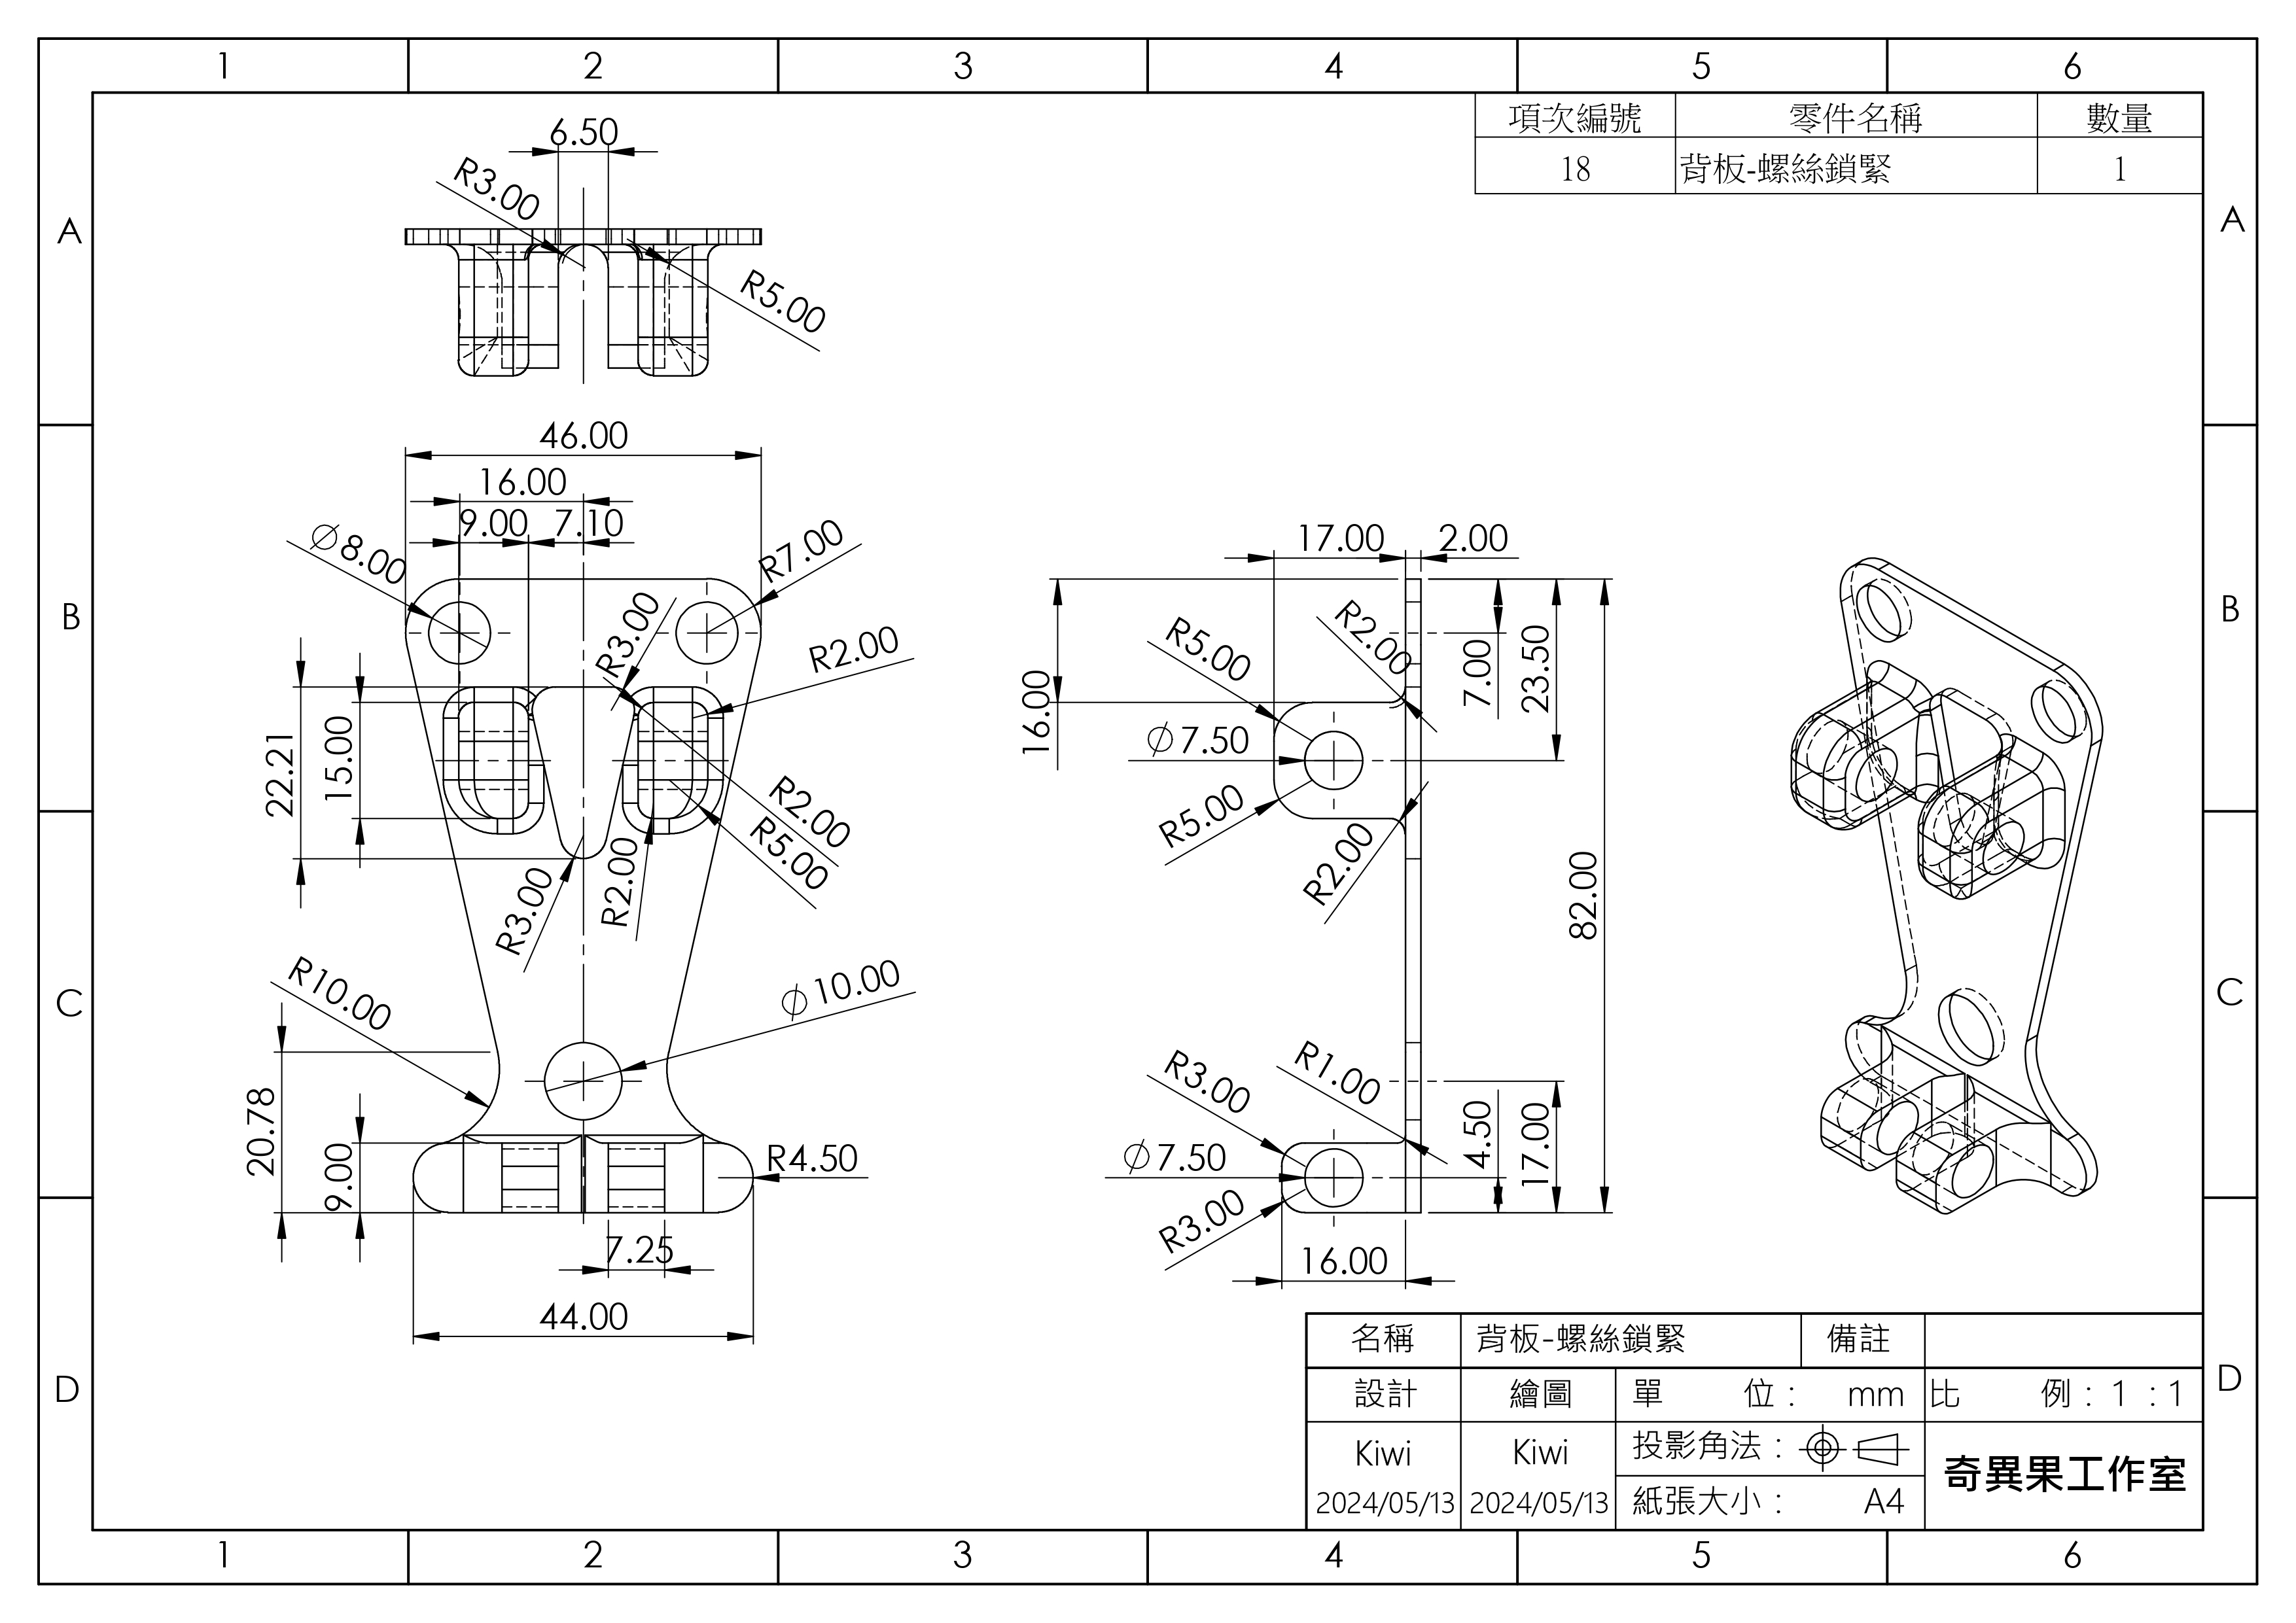 1 2 3 4 5 6
A A
B B
C C
D D
項次編號 零件名稱 數量
18 背板-螺絲鎖緊 1
6.50
R3.00
R5.00
46.00
16.00
9.00 7.10
⌀8.00
R7.00
R3.00
R2.00
22.21
15.00
R2.00
R5.00
R2.00
R3.00
R10.00
⌀10.00
20.78
9.00
R4.50
7.25
44.00
17.00 2.00
R5.00
R2.00
16.00
7.00
23.50
⌀7.50
R5.00
R2.00
82.00
R3.00
R1.00
4.50
17.00
⌀7.50
R3.00
16.00
名稱 背板-螺絲鎖緊 備註
設計 繪圖 單 位： mm 比 例：1 ：1
Kiwi Kiwi 投影角法：
2024/05/13 2024/05/13 紙張大小： A4
奇異果工作室
1 2 3 4 5 6